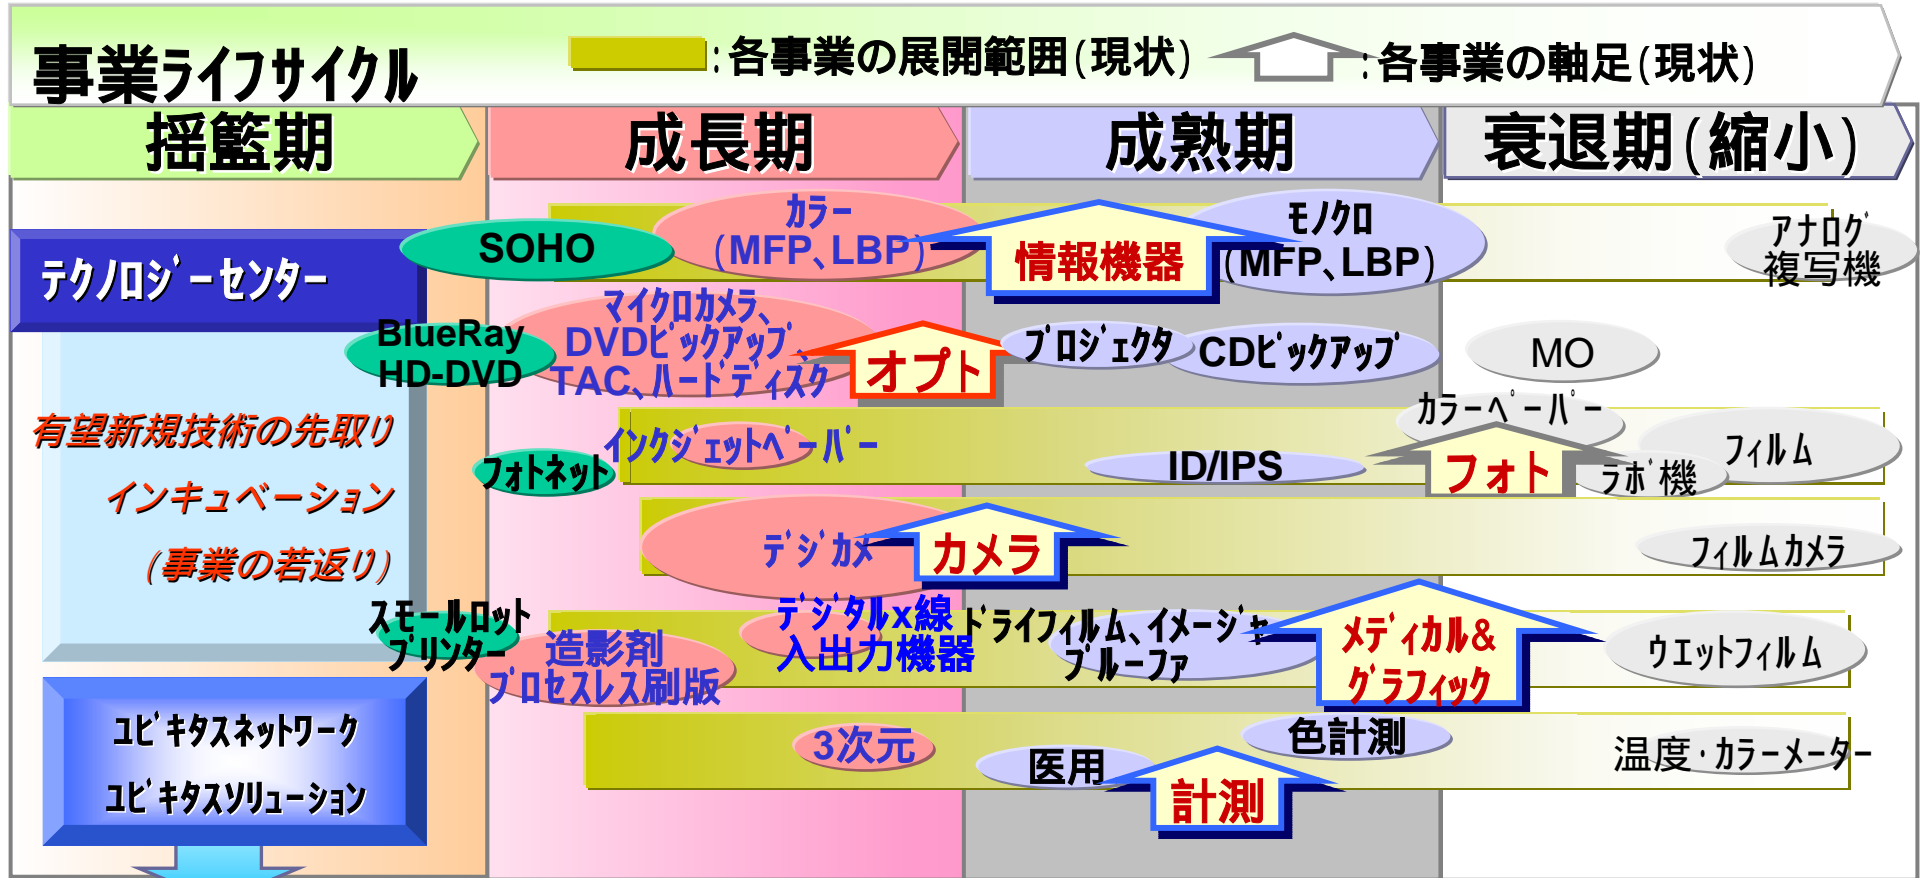 事業ﾗｲﾌｻｲｸﾙ
:各事業の展開範囲(現状)
:各事業の軸足(現状)
揺籃期
成長期
成熟期
衰退期(縮小)
ﾃｸﾉﾛｼﾞｰｾﾝﾀｰ
SOHO
ｶﾗｰ
(MFP､LBP)
情報機器
ﾓﾉｸﾛ
(MFP､LBP)
ｱﾅﾛｸﾞ
複写機
BlueRay
HD-DVD
ﾏｲｸﾛｶﾒﾗ､
DVDﾋﾟｯｸｱｯﾌﾟ､
TAC､ﾊｰﾄﾞﾃﾞｨｽｸ
オプト
ﾌﾟﾛｼﾞｪｸﾀ
CDﾋﾟｯｸｱｯﾌﾟ
MO
有望新規技術の先取り
インキュベーション
(事業の若返り)
ﾌｫﾄﾈｯﾄ
ｲﾝｸｼﾞｪｯﾄﾍﾟｰﾊﾟｰ
ID/IPS
ｶﾗｰﾍﾟｰﾊﾟｰ
フォト
ﾗﾎﾞ機
ﾌｨﾙﾑ
ﾃﾞｼﾞｶﾒ
カメラ
ﾌｨﾙﾑｶﾒﾗ
ｽﾓｰﾙﾛｯﾄ
ﾌﾟﾘﾝﾀｰ
造影剤
ﾌﾟﾛｾｽﾚｽ刷版
ﾃﾞｼﾞﾀﾙx線
入出力機器
ﾄﾞﾗｲﾌｨﾙﾑ､ｲﾒｰｼﾞｬ
ﾌﾟﾙｰﾌｧ
ﾒﾃﾞｨｶﾙ&
ｸﾞﾗﾌｨｯｸ
ｳｴｯﾄﾌｨﾙﾑ
ﾕﾋﾞｷﾀｽﾈｯﾄﾜｰｸ
ﾕﾋﾞｷﾀｽｿﾘｭｰｼｮﾝ
3次元
医用
計測
色計測
温度･ｶﾗｰﾒｰﾀｰ